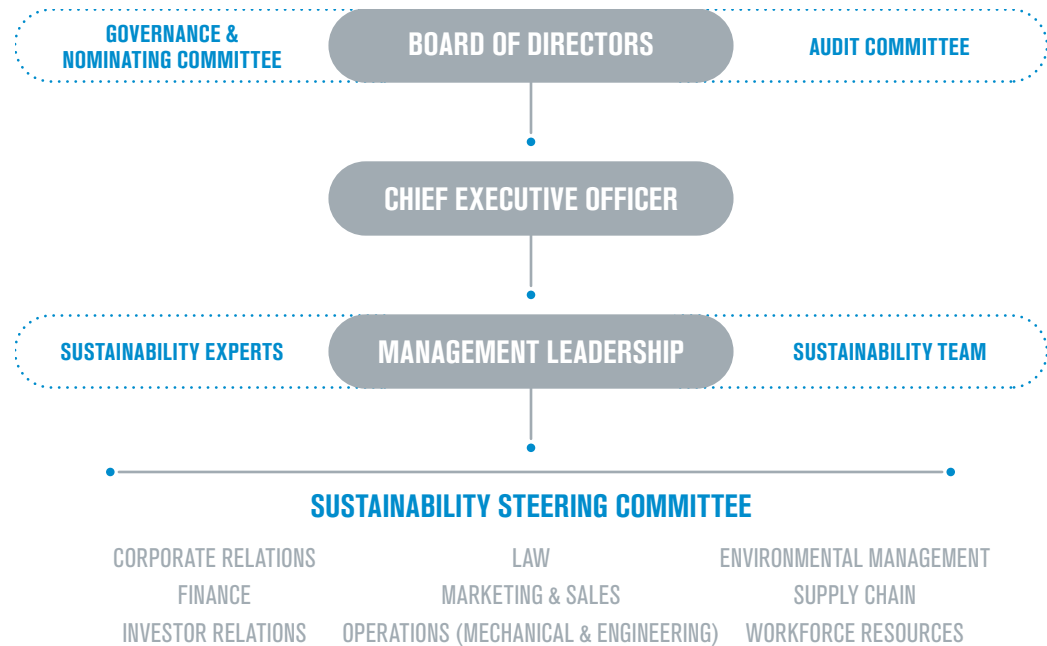 GOVERNANCE &
NOMINATING COMMITTEE
BOARD OF DIRECTORS
AUDIT COMMITTEE
CHIEF EXECUTIVE OFFICER
SUSTAINABILITY EXPERTS
MANAGEMENT LEADERSHIP
SUSTAINABILITY TEAM
SUSTAINABILITY STEERING COMMITTEE
CORPORATE RELATIONS
FINANCE
INVESTOR RELATIONS
LAW
MARKETING & SALES
OPERATIONS (MECHANICAL & ENGINEERING)
ENVIRONMENTAL MANAGEMENT
SUPPLY CHAIN
WORKFORCE RESOURCES